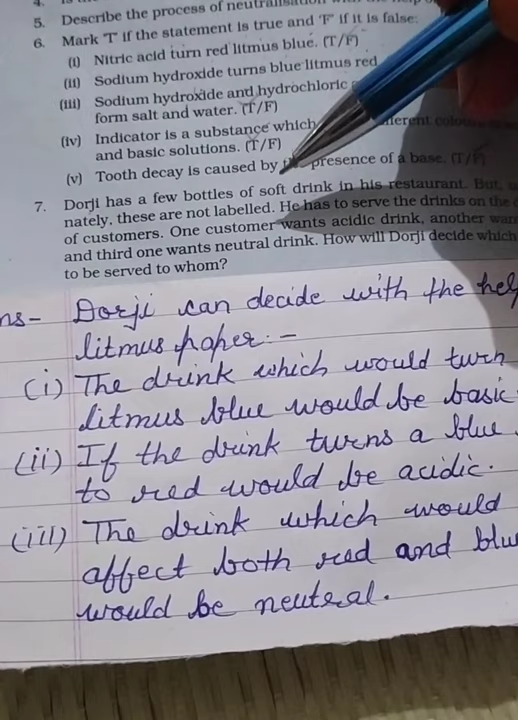 5. Describe the process of
6. Mark 'T' if the statement is true and 'F' if it is false:
(i) Nitric acid turn red litmus blue. (T/F)
(ii) Sodium hydroxide turns blue litmus red
(iii) Sodium hydroxide and hydrochloric
form salt and water. (T/F)
(iv) Indicator is a substance which
and basic solutions. (T/F)
(v) Tooth decay is caused by presence of a base. (T/F)
7. Dorji has a few bottles of soft drink in his restaurant. But,
nately, these are not labelled. He has to serve the drinks on the
of customers. One customer wants acidic drink, another
and third one wants neutral drink. How will Dorji decide which
to be served to whom?
ns- Dorji can decide with the
litmus paper:-
(i) The drink which would turn
litmus blue would be basic
(ii) If the drink turns a blue
to red would be acidic.
(iii) The drink which would
affect both red and
would be neutral.